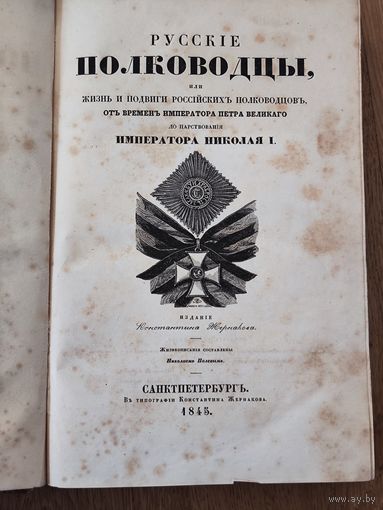 РУССКІЕ
ПОЛКОВОДЦЫ,
ИЛИ
ЖИЗНЬ И ПОДВИГИ РОССІЙСКИХЪ ПОЛКОВОДЦОВЪ,
ОТЪ ВРЕМЕНЪ ИМПЕРАТОРА ПЕТРА ВЕЛИКАГО
ДО ЦАРСТВОВАНІЯ
ИМПЕРАТОРА НИКОЛАЯ I.
ИЗДАНІЕ
Константина Жернакова.
Жизнеописанія составлены
Николаемъ Полевымъ.
САНКТПЕТЕРБУРГЪ.
Въ типографіи Константина Жернакова.
1845.
www.ay.by